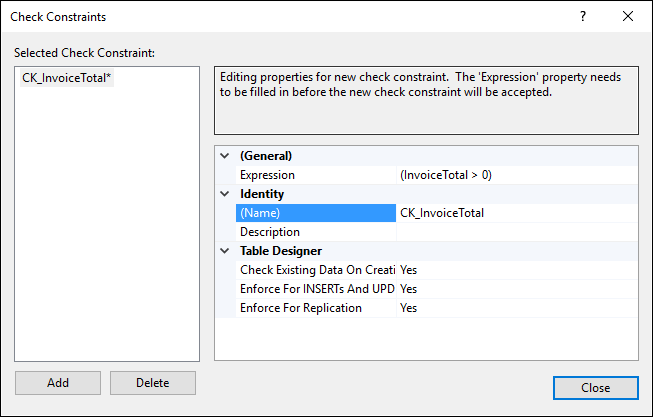 Check Constraints
?
Selected Check Constraint:
CK_InvoiceTotal*
Editing properties for new check constraint.  The 'Expression' property needs
to be filled in before the new check constraint will be accepted.
(General)
Expression (InvoiceTotal > 0)
Identity
(Name) CK_InvoiceTotal
Description
Table Designer
Check Existing Data On Creati Yes
Enforce For INSERTs And UPD Yes
Enforce For Replication Yes
Add Delete
Close